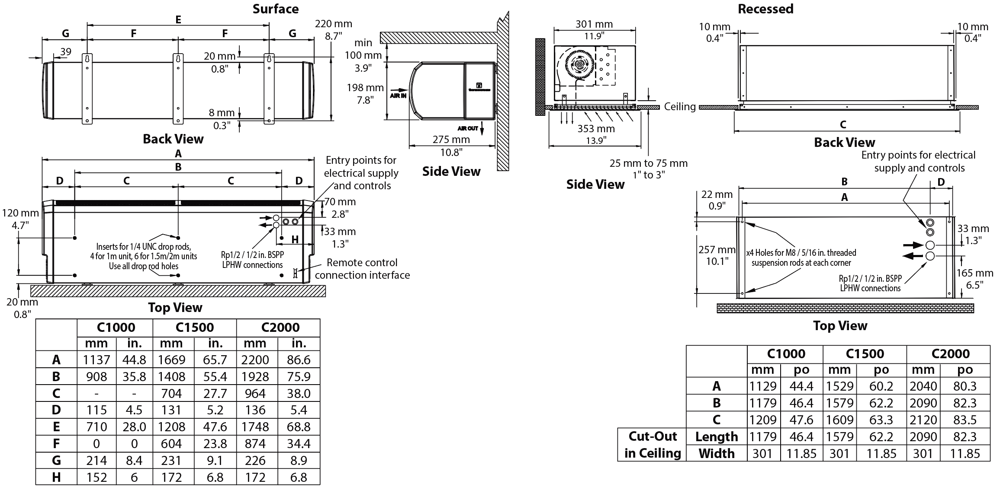 Surface
E
G F F G
220 mm
8.7"
39
20 mm
0.8"
8 mm
0.3"
Back View
min
100 mm
3.9"
198 mm
7.8"
AIR IN
AIR OUT
275 mm
10.8"
Side View
A
B
D C C D
Entry points for
electrical supply
and controls
70 mm
2.8"
120 mm
4.7"
33 mm
1.3"
H
Inserts for 1/4 UNC drop rods,
4 for 1m unit, 6 for 1.5m/2m units
Use all drop rod holes
Rp1/2 / 1/2 in. BSPP
LPHW connections
Remote control
connection interface
20 mm
0.8"
Top View
C1000 C1500 C2000
mm in. mm in. mm in.
A 1137 44.8 1669 65.7 2200 86.6
B 908 35.8 1408 55.4 1928 75.9
C - - 704 27.7 964 38.0
D 115 4.5 131 5.2 136 5.4
E 710 28.0 1208 47.6 1748 68.8
F 0 0 604 23.8 874 34.4
G 214 8.4 231 9.1 226 8.9
H 152 6 172 6.8 172 6.8
Recessed
301 mm
11.9"
10 mm
0.4"
10 mm
0.4"
Ceiling
353 mm
13.9"
25 mm to 75 mm
1" to 3"
Side View
C
Back View
Entry points for electrical
supply and controls
B D
A
22 mm
0.9"
257 mm
10.1"
33 mm
1.3"
x4 Holes for M8 / 5/16 in. threaded
suspension rods at each corner
Rp1/2 / 1/2 in. BSPP
LPHW connections
165 mm
6.5"
Top View
C1000 C1500 C2000
mm po mm po mm po
A 1129 44.4 1529 60.2 2040 80.3
B 1179 46.4 1579 62.2 2090 82.3
C 1209 47.6 1609 63.3 2120 83.5
Cut-Out Length 1179 46.4 1579 62.2 2090 82.3
in Ceiling Width 301 11.85 301 11.85 301 11.85